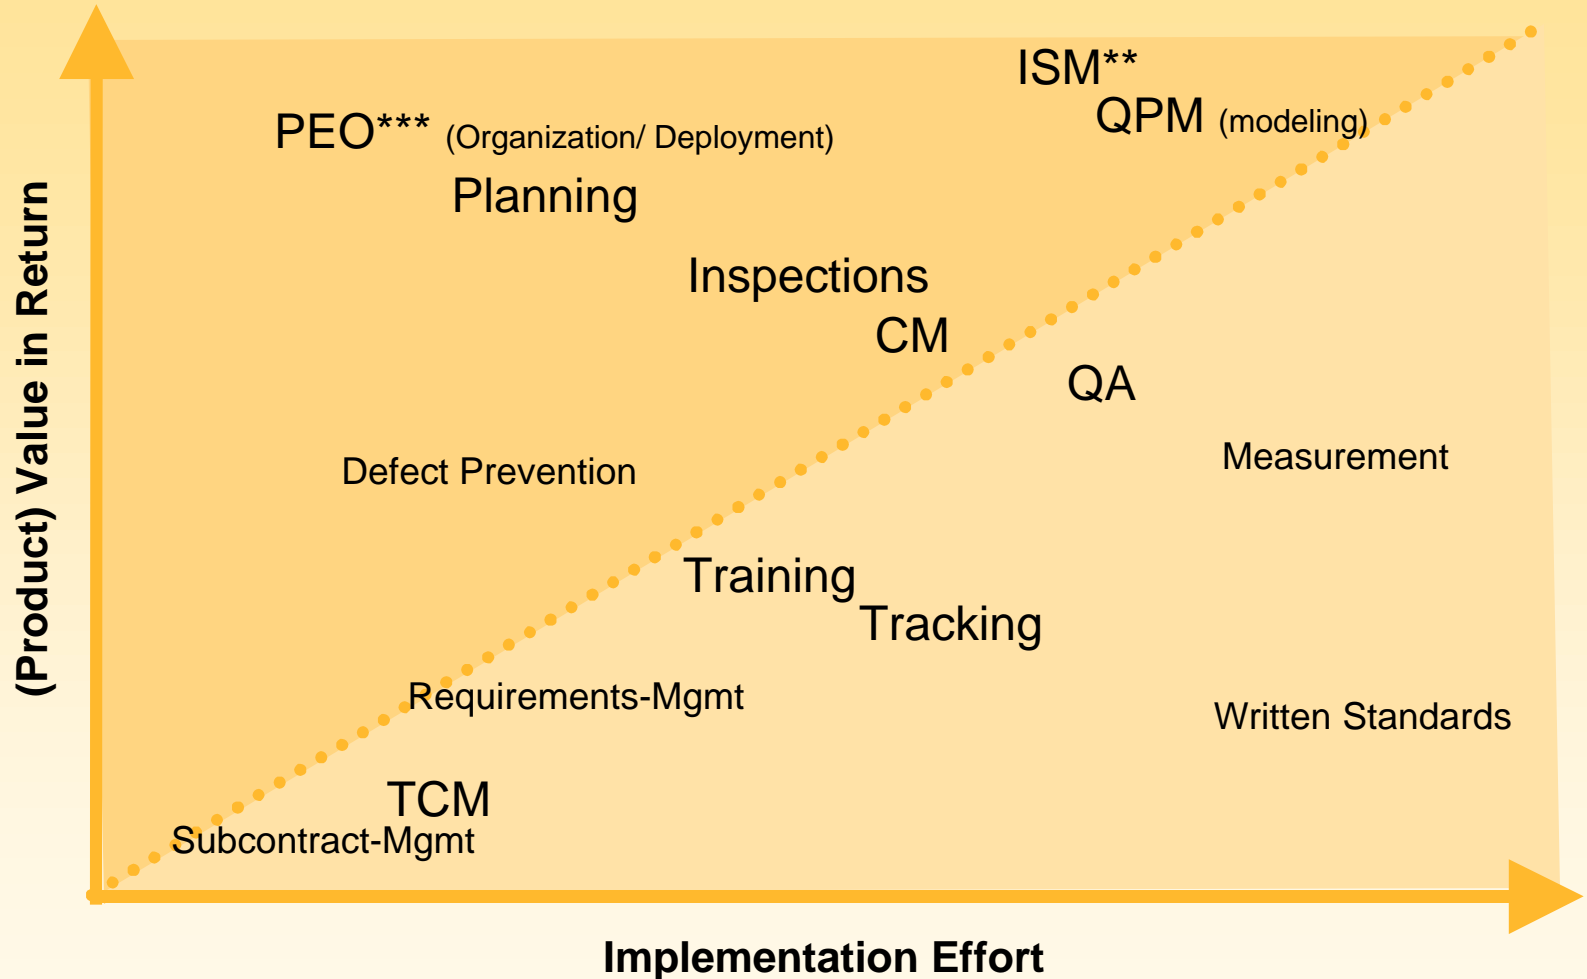 ISM**
QPM (modeling)
PEO*** (Organization/ Deployment)
Planning
Inspections
CM
QA
Measurement
Defect Prevention
Training
Tracking
Requirements-Mgmt
Written Standards
TCM
Subcontract-Mgmt
(Product) Value in Return
Implementation Effort